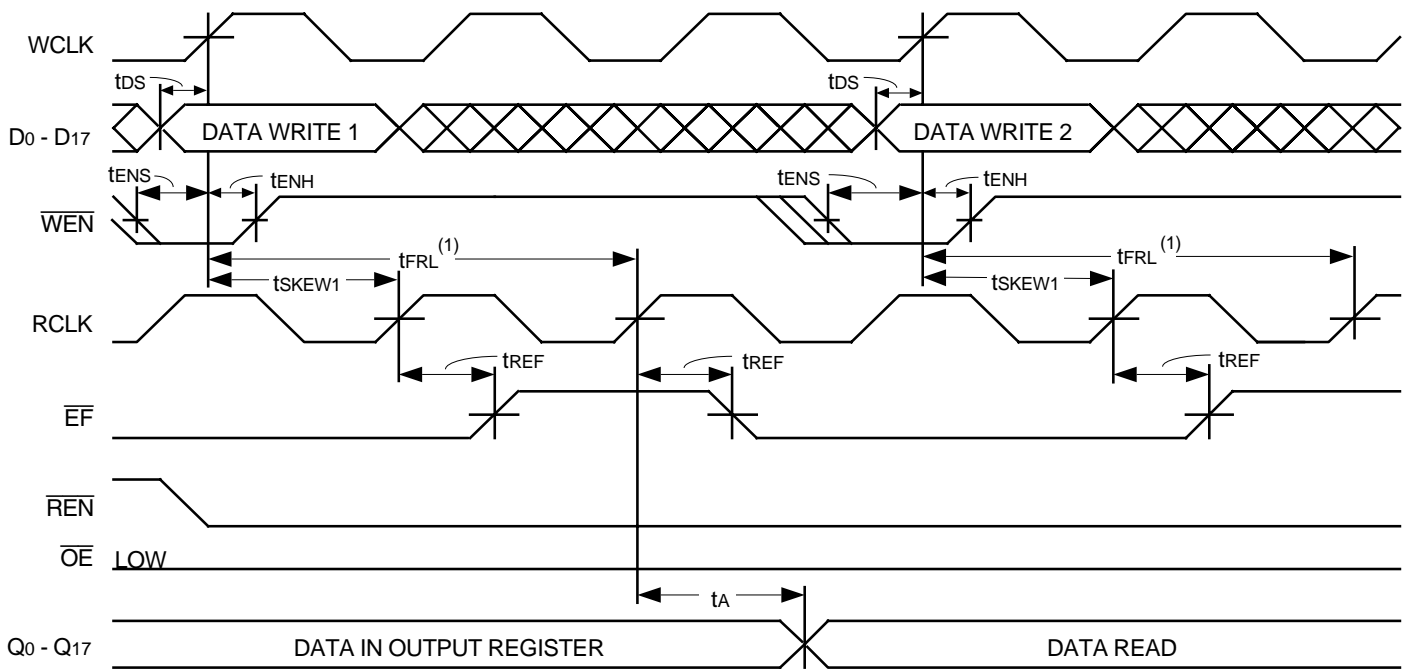 WCLK
tDS tDS
D0 - D17 DATA WRITE 1 DATA WRITE 2
tENS tENH tENS tENH
WEN
tFRL(1) tFRL(1)
tSKEW1 tSKEW1
RCLK
tREF tREF tREF
EF
REN
OE LOW
tA
Q0 - Q17 DATA IN OUTPUT REGISTER DATA READ